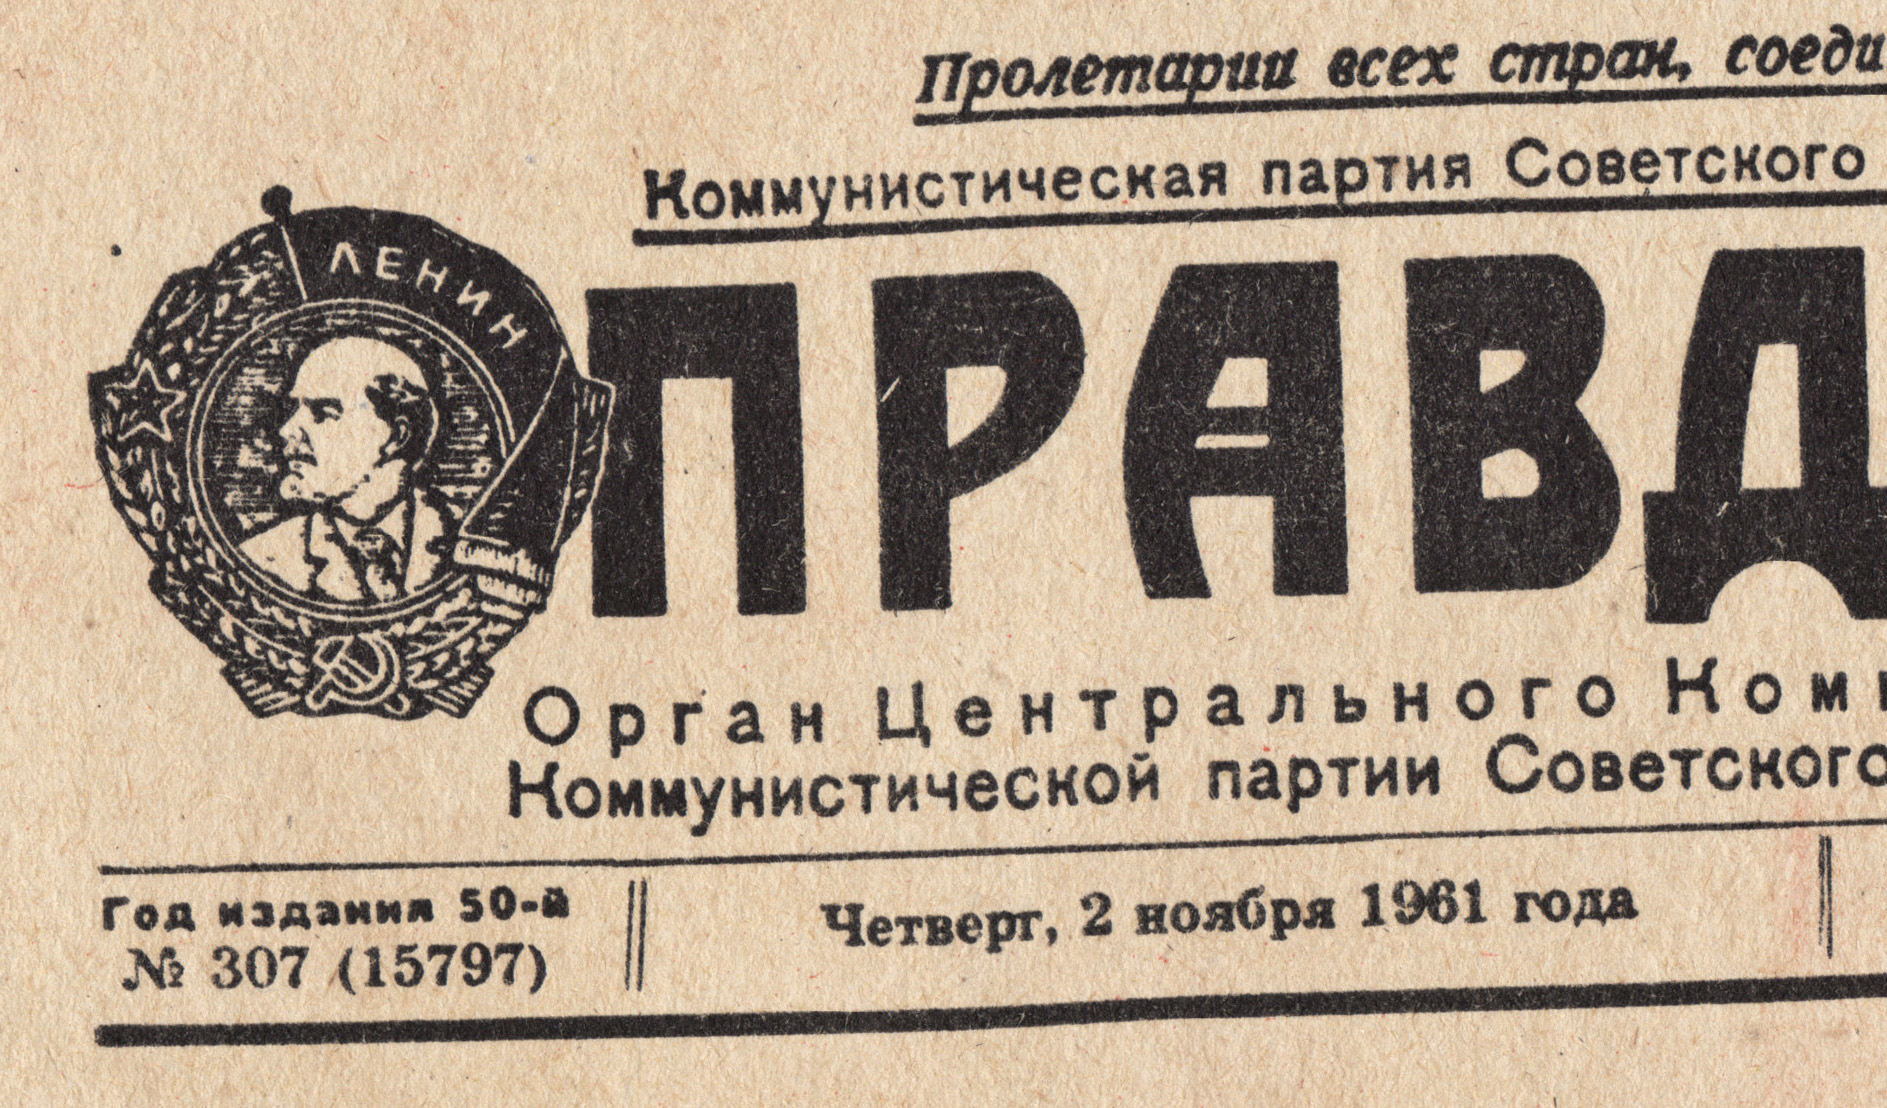 Пролетарии всех стран, соеди
Коммунистическая партия Советского
ЛЕНИН
ПРАВД
Орган Центрального Ком
Коммунистической партии Советского
Год издания 50-й
№ 307 (15797)
Четверг, 2 ноября 1961 года